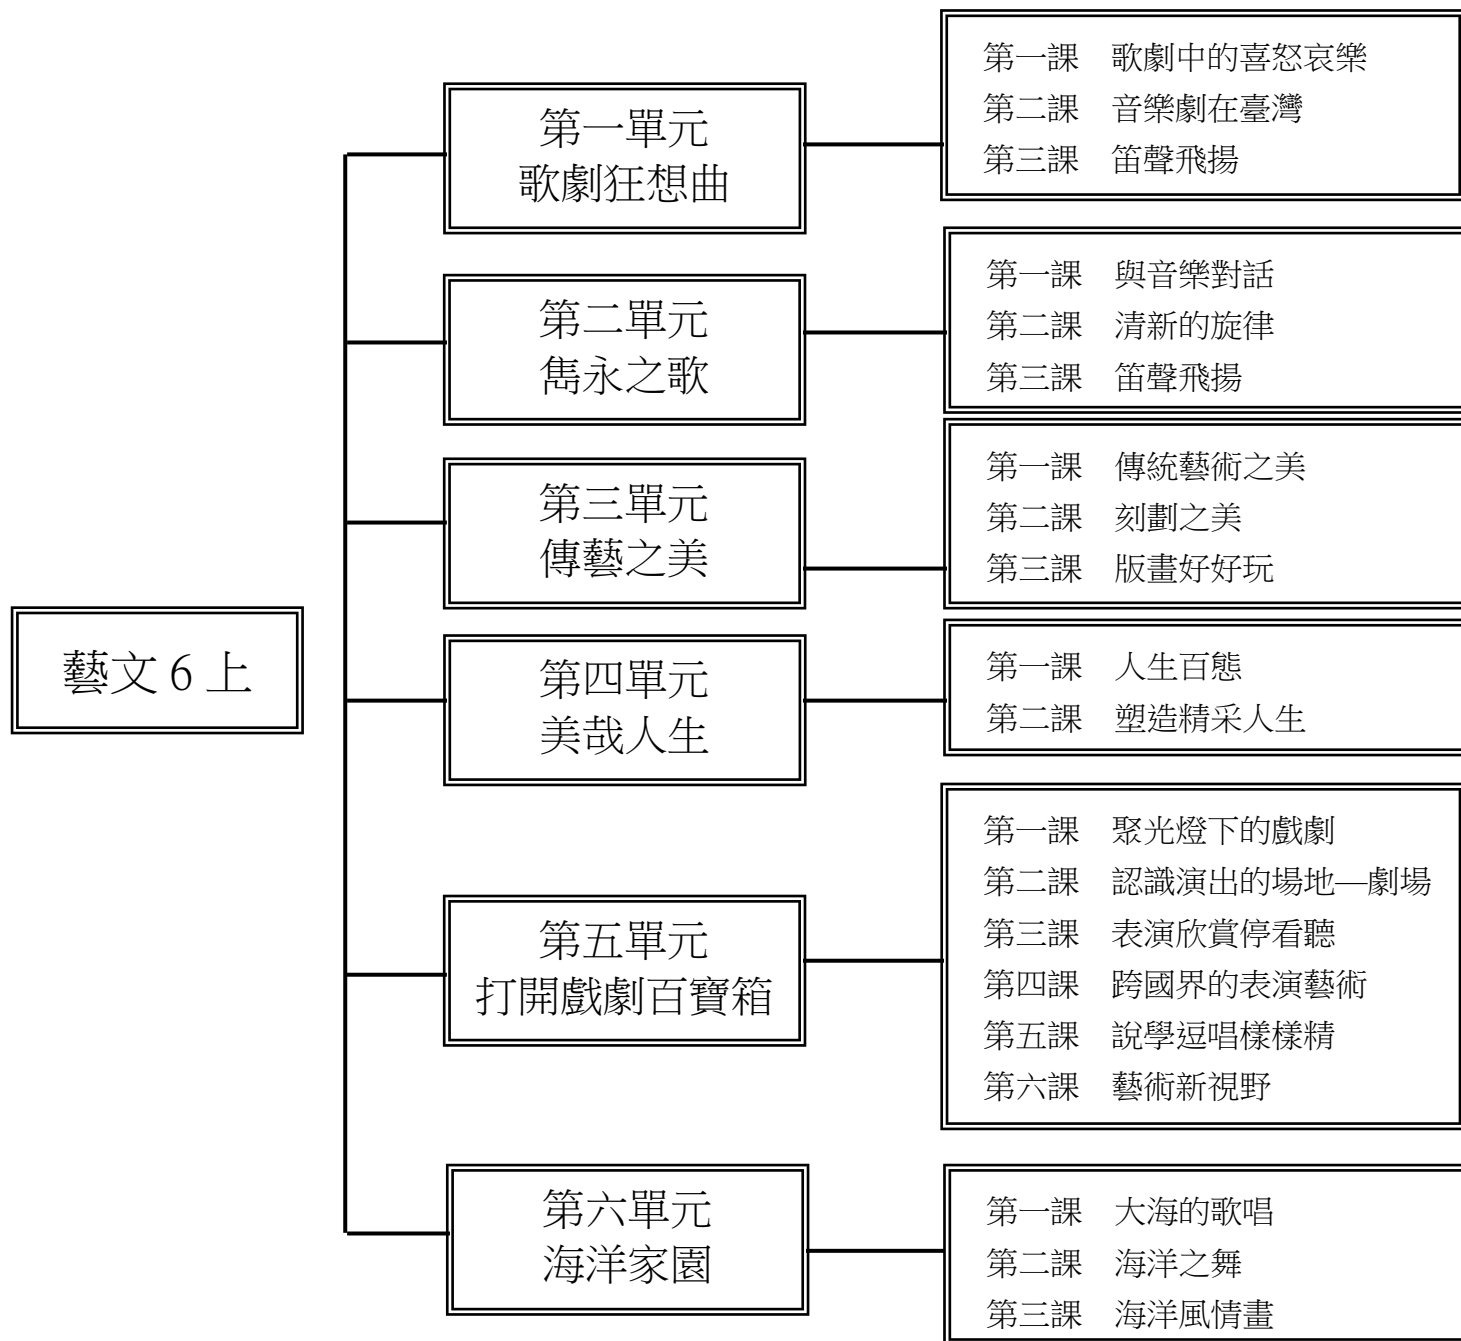 藝文6上
第一單元
歌劇狂想曲
第一課　歌劇中的喜怒哀樂
第二課　音樂劇在臺灣
第三課　笛聲飛揚
第二單元
雋永之歌
第一課　與音樂對話
第二課　清新的旋律
第三課　笛聲飛揚
第三單元
傳藝之美
第一課　傳統藝術之美
第二課　刻劃之美
第三課　版畫好好玩
第四單元
美哉人生
第一課　人生百態
第二課　塑造精采人生
第五單元
打開戲劇百寶箱
第一課　聚光燈下的戲劇
第二課　認識演出的場地—劇場
第三課　表演欣賞停看聽
第四課　跨國界的表演藝術
第五課　說學逗唱樣樣精
第六課　藝術新視野
第六單元
海洋家園
第一課　大海的歌唱
第二課　海洋之舞
第三課　海洋風情畫